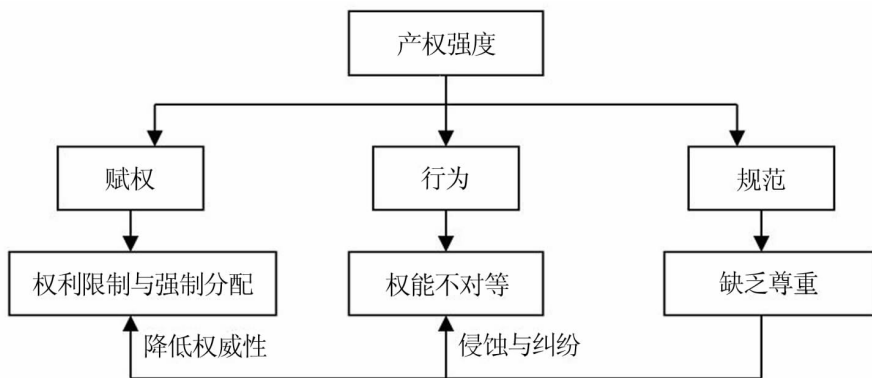 产权强度
赋权
行为
规范
权利限制与强制分配
权能不对等
缺乏尊重
降低权威性
侵蚀与纠纷